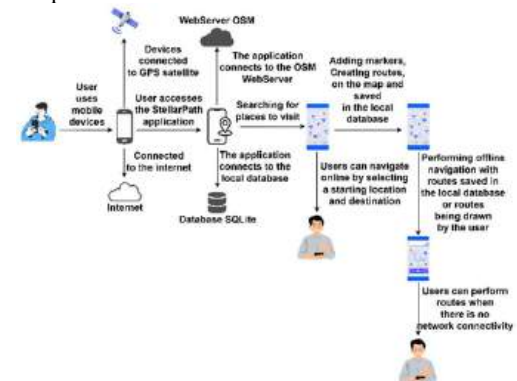 WebServer OSM
Devices
connected
to GPS satellite
The application
connects to the OSM
WebServer
Adding markers,
Creating routes,
on the map and
saved
in the local
database
User
uses
mobile
devices
User accesses
the StellarPath
application
Searching for
places to visit
Connected
to the internet
The application
connects to the
local database
Users can navigate
online by selecting
a starting location
and destination
Performing offline
navigation with
routes saved in
the local database
or routes
being drawn
by the user
Internet
Database SQLite
Users can perform
routes when
there is no
network connectivity